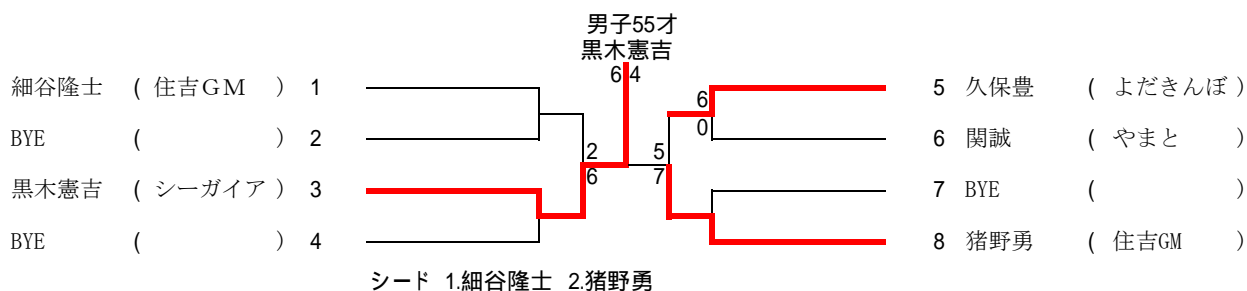 男子55才
黒木憲吉
6 4
細谷隆士 ( 住吉GM ) 1
BYE ( ) 2
黒木憲吉 ( シーガイア ) 3
BYE ( ) 4
2
6
5
7
6
0
5 久保豊 ( よだきんぼ )
6 関誠 ( やまと )
7 BYE ( )
8 猪野勇 ( 住吉GM )
シード 1.細谷隆士 2.猪野勇